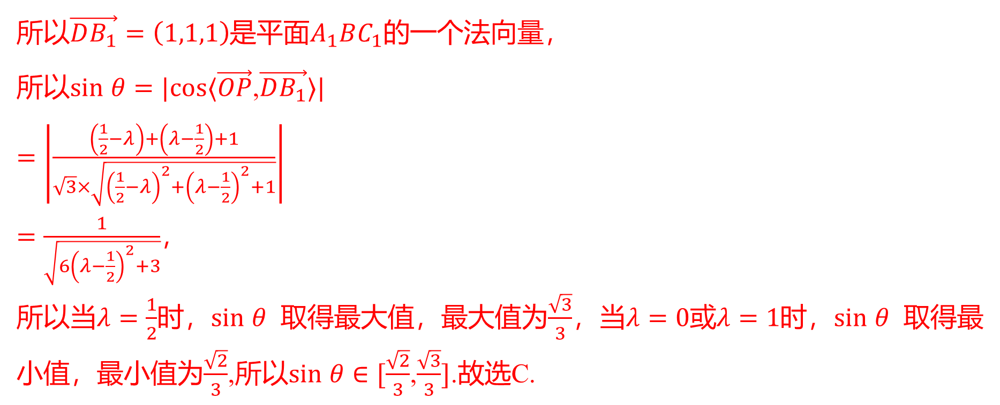 所以$\overrightarrow{DB_1}=(1,1,1)$是平面$A_1BC_1$的一个法向量，
所以$\sin\theta=|\cos\langle\overrightarrow{OP},\overrightarrow{DB_1}\rangle|$
$=\left|\frac{\left(\frac{1}{2}-\lambda\right)+\left(\lambda-\frac{1}{2}\right)+1}{\sqrt{3}\times\sqrt{\left(\frac{1}{2}-\lambda\right)^2+\left(\lambda-\frac{1}{2}\right)^2+1}}\right|$
$=\frac{1}{\sqrt{6\left(\lambda-\frac{1}{2}\right)^2+3}}$，
所以当$\lambda=\frac{1}{2}$时，$\sin\theta$ 取得最大值，最大值为$\frac{\sqrt{3}}{3}$，当$\lambda=0$或$\lambda=1$时，$\sin\theta$ 取得最
小值，最小值为$\frac{\sqrt{2}}{3}$,所以$\sin\theta\in[\frac{\sqrt{2}}{3},\frac{\sqrt{3}}{3}]$.故选C.